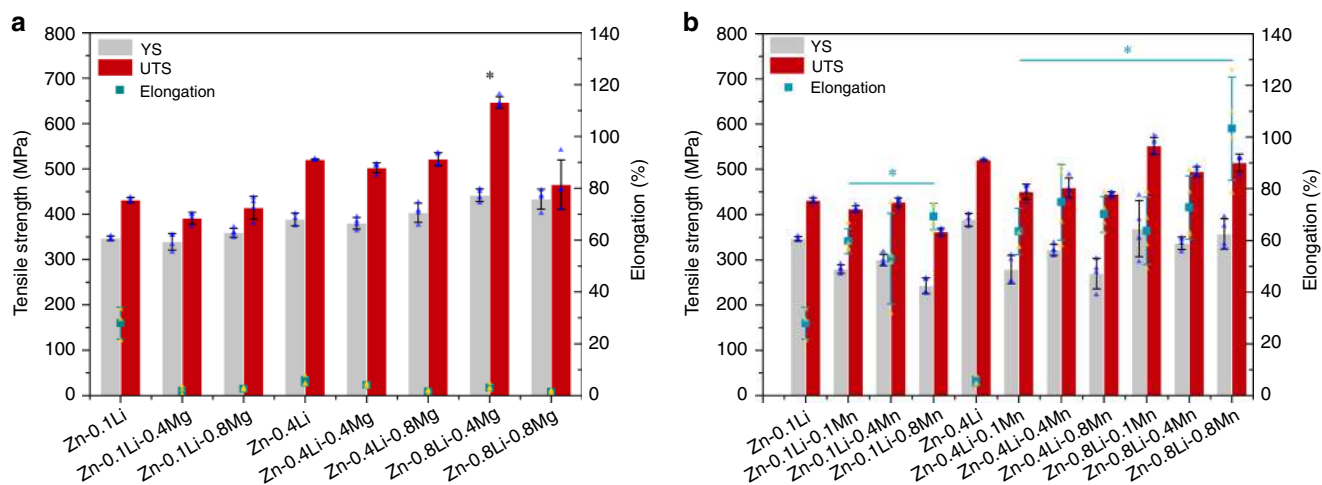 a
Tensile strength (MPa)
800
700
600
500
400
300
200
100
0
YS
UTS
Elongation
*
140
120
100
80
60
40
20
0
Elongation (%)
Zn-0.1Li
Zn-0.1Li-0.4Mg
Zn-0.1Li-0.8Mg
Zn-0.4Li
Zn-0.4Li-0.4Mg
Zn-0.4Li-0.8Mg
Zn-0.8Li-0.4Mg
Zn-0.8Li-0.8Mg
b
Tensile strength (MPa)
800
700
600
500
400
300
200
100
0
YS
UTS
Elongation
*
*
140
120
100
80
60
40
20
0
Elongation (%)
Zn-0.1Li
Zn-0.1Li-0.1Mn
Zn-0.1Li-0.4Mn
Zn-0.1Li-0.8Mn
Zn-0.4Li
Zn-0.4Li-0.1Mn
Zn-0.4Li-0.4Mn
Zn-0.4Li-0.8Mn
Zn-0.8Li-0.1Mn
Zn-0.8Li-0.4Mn
Zn-0.8Li-0.8Mn